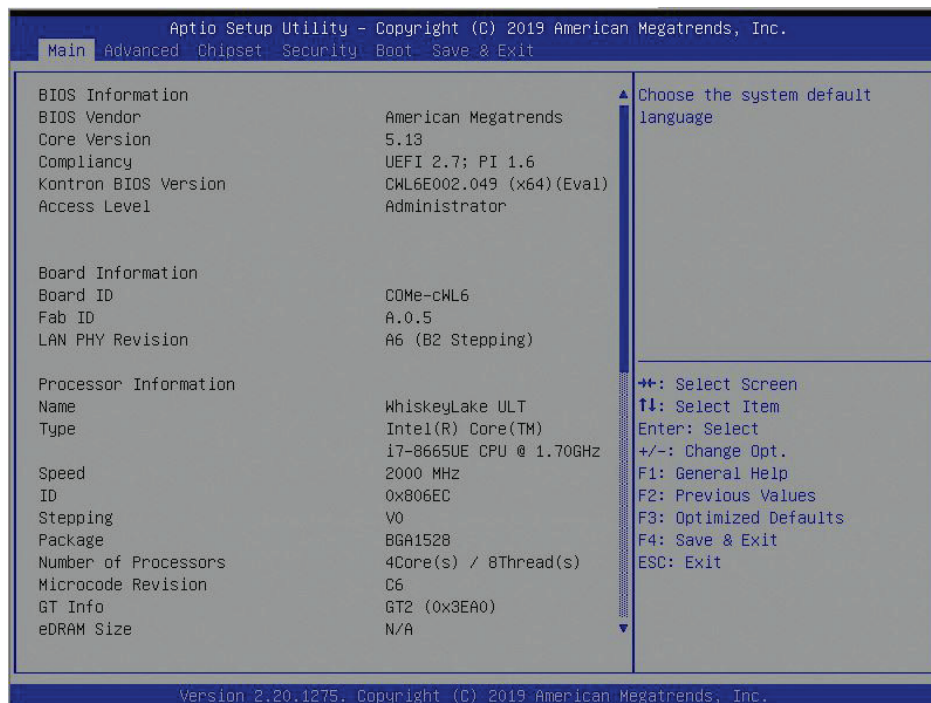 Aptio Setup Utility – Copyright (C) 2019 American Megatrends, Inc.
Main Advanced Chipset Security Boot Save & Exit
BIOS Information
BIOS Vendor American Megatrends
Core Version 5.13
Compliancy UEFI 2.7; PI 1.6
Kontron BIOS Version CWL6E002.049 (x64)(Eval)
Access Level Administrator
Board Information
Board ID COMe-cWL6
Fab ID A.0.5
LAN PHY Revision A6 (B2 Stepping)
Processor Information
Name WhiskeyLake ULT
Type Intel(R) Core(TM)
i7-8665UE CPU @ 1.70GHz
Speed 2000 MHz
ID 0x806EC
Stepping V0
Package BGA1528
Number of Processors 4Core(s) / 8Thread(s)
Microcode Revision C6
GT Info GT2 (0x3EA0)
eDRAM Size N/A
Choose the system default
language
→←: Select Screen
↑↓: Select Item
Enter: Select
+/-: Change Opt.
F1: General Help
F2: Previous Values
F3: Optimized Defaults
F4: Save & Exit
ESC: Exit
Version 2.20.1275. Copyright (C) 2019 American Megatrends, Inc.